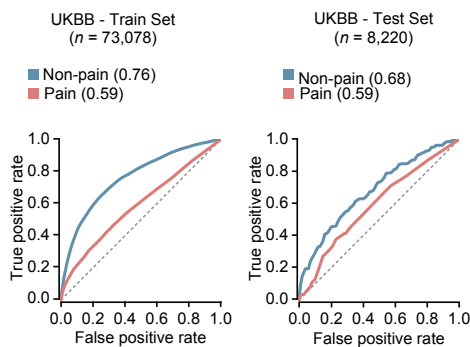 UKBB - Train Set
(n = 73,078)
Non-pain (0.76)
Pain (0.59)
1.0
0.8
0.6
0.4
0.2
0.0
True positive rate
0.0 0.2 0.4 0.6 0.8 1.0
False positive rate
UKBB - Test Set
(n = 8,220)
Non-pain (0.68)
Pain (0.59)
1.0
0.8
0.6
0.4
0.2
0.0
True positive rate
0.0 0.2 0.4 0.6 0.8 1.0
False positive rate